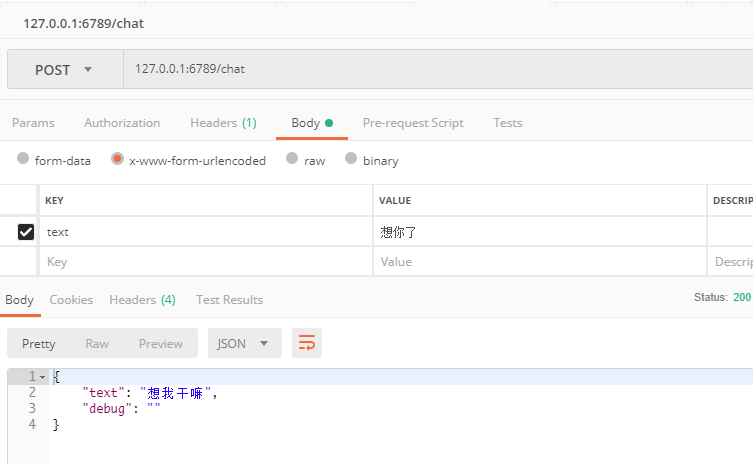 127.0.0.1:6789/chat
POST 127.0.0.1:6789/chat
Params Authorization Headers (1) Body Pre-request Script Tests
form-data x-www-form-urlencoded raw binary
KEY VALUE DESCRIP
text 想你了
Key Value Descrip
Body Cookies Headers (4) Test Results Status: 200
Pretty Raw Preview JSON
1 {
2 "text": "想我干嘛",
3 "debug": ""
4 }